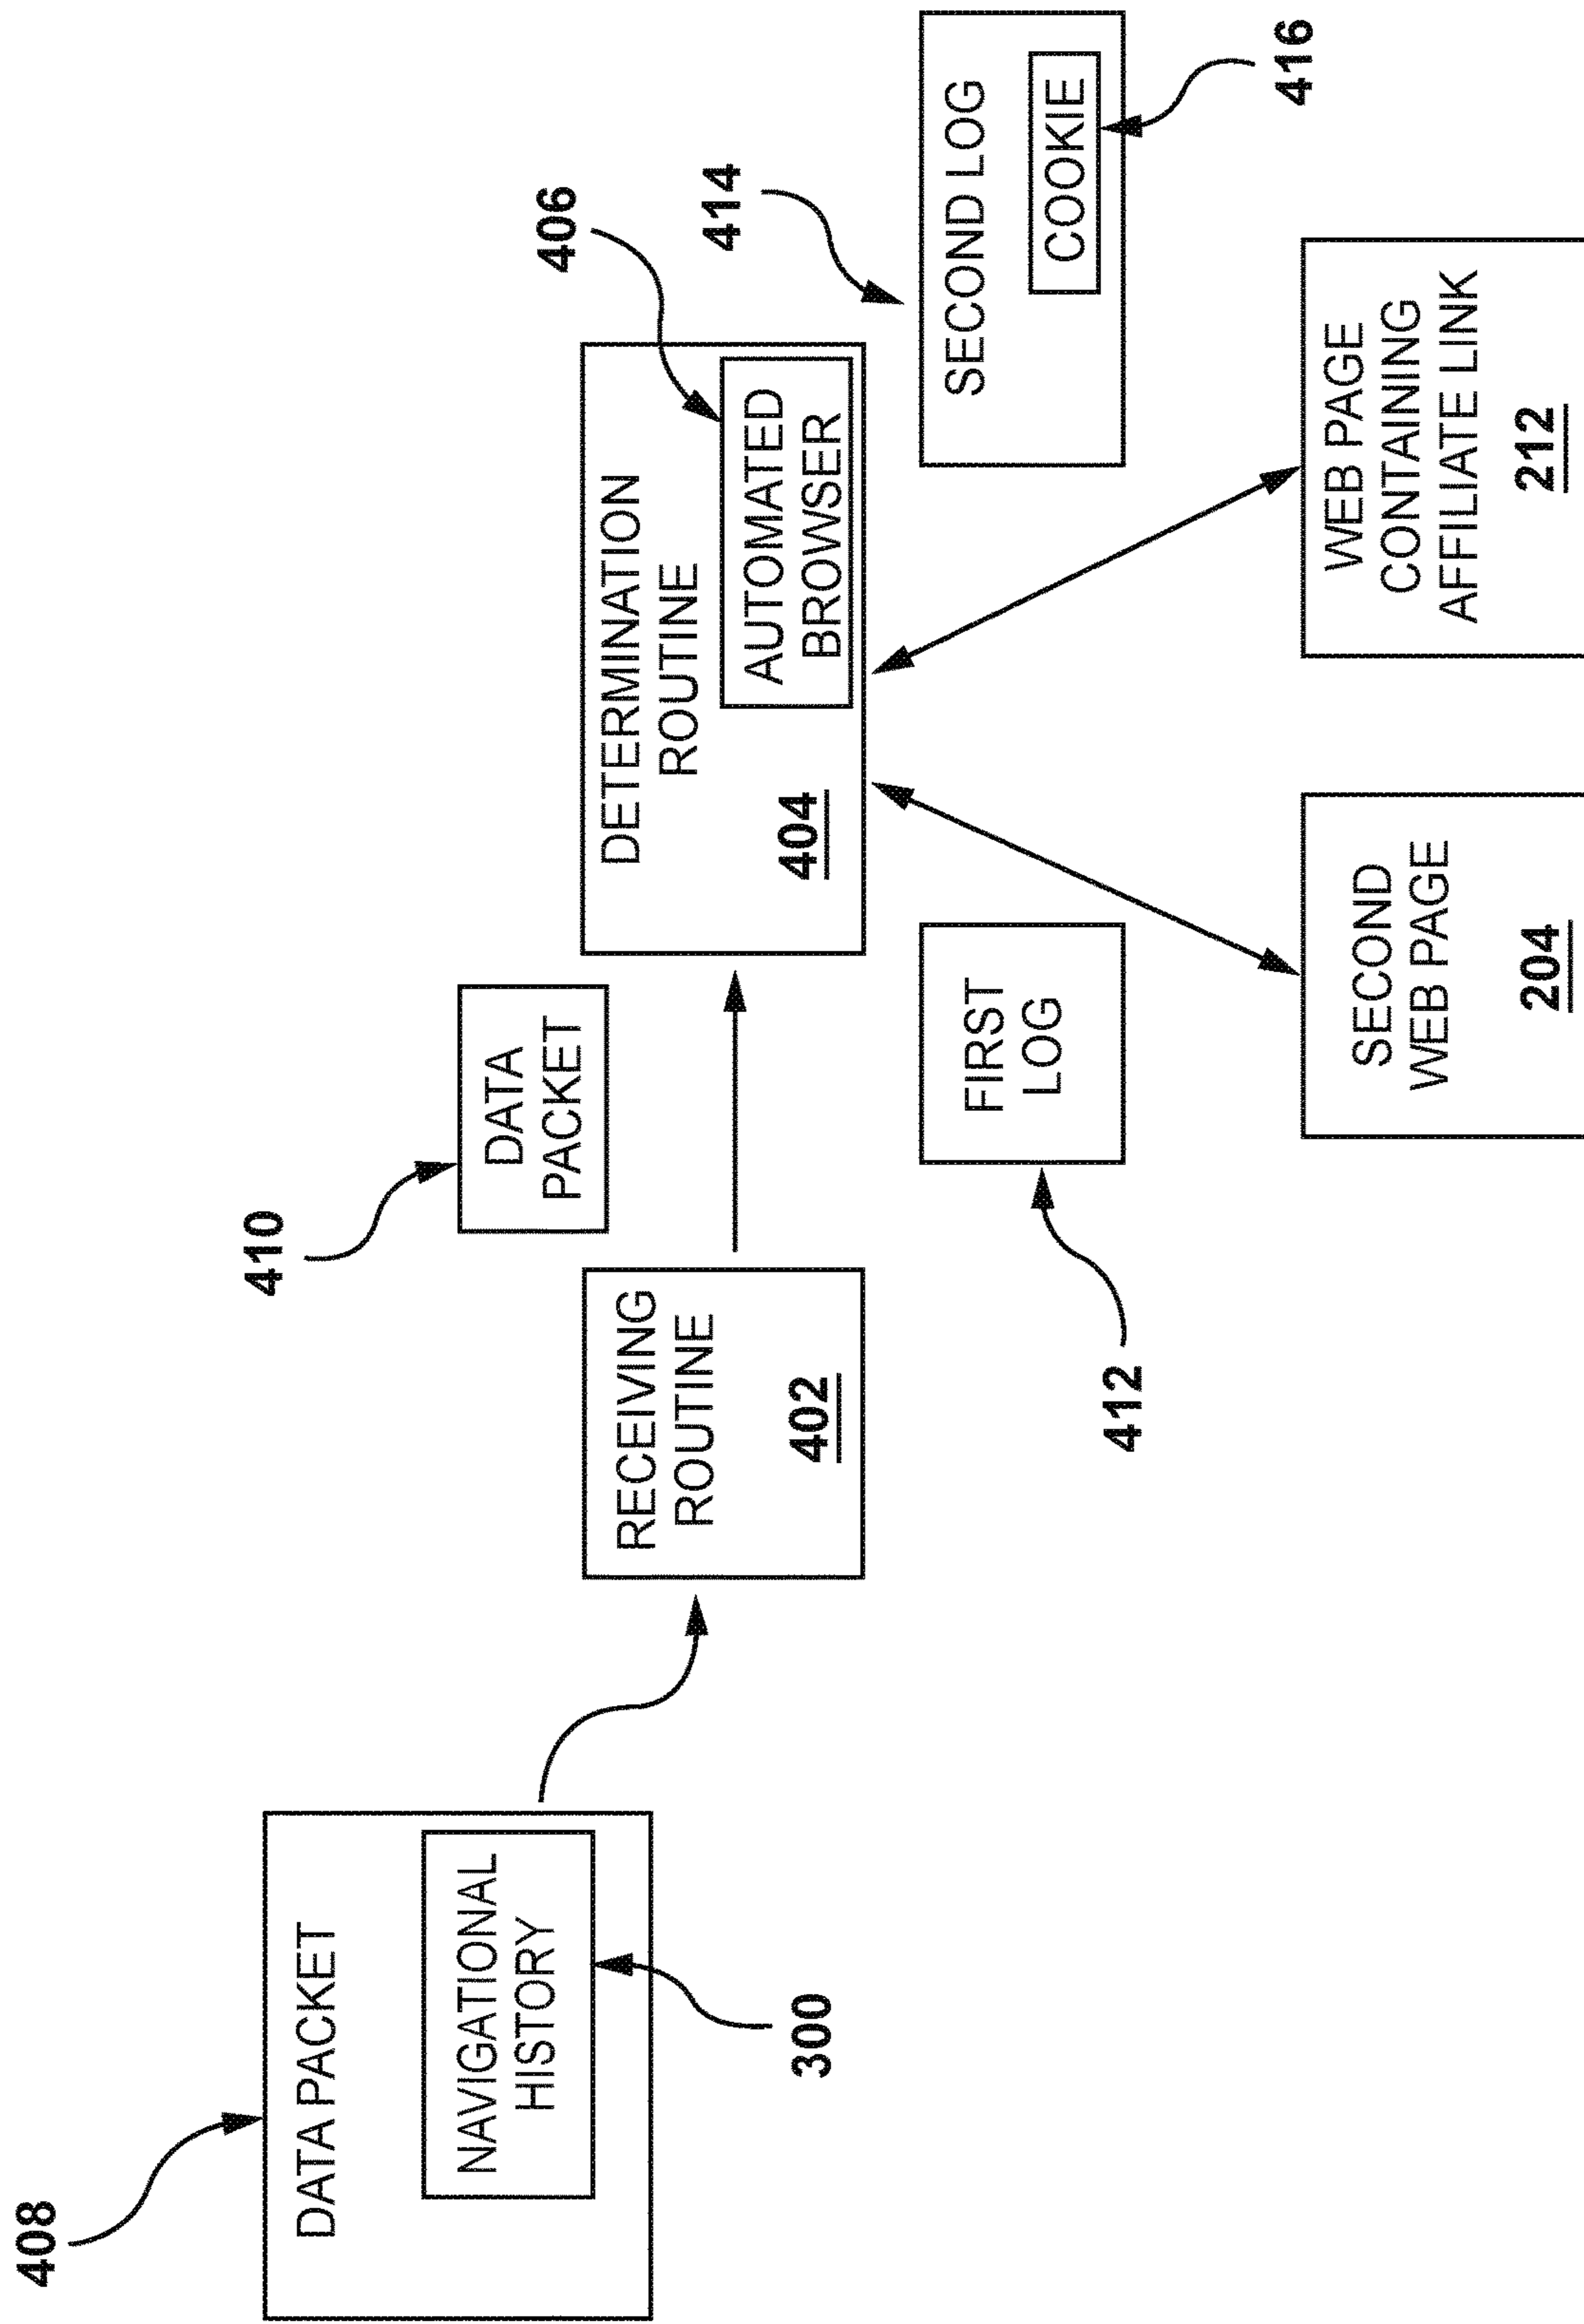 408
DATA PACKET
NAVIGATIONAL
HISTORY
300
RECEIVING
ROUTINE
402
410
DATA
PACKET
DETERMINATION
ROUTINE
404
AUTOMATED
BROWSER
406
412
FIRST
LOG
414
SECOND LOG
COOKIE
416
SECOND
WEB PAGE
204
WEB PAGE
CONTAINING
AFFILIATE LINK
212